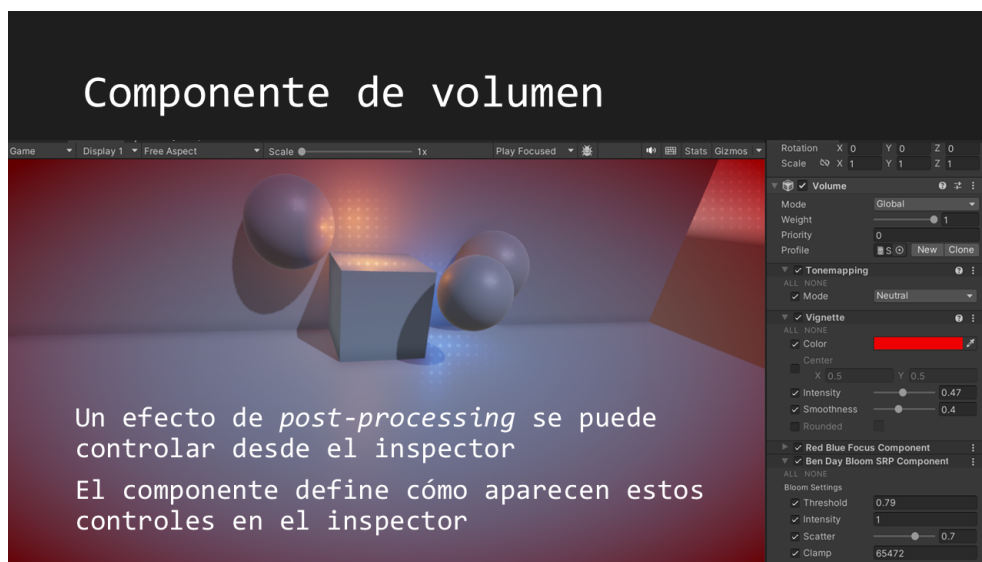 Componente de volumen
Game Display 1 Free Aspect Scale 1x Play Focused Stats Gizmos
Rotation X 0 Y 0 Z 0
Scale X 1 Y 1 Z 1
Volume
Mode Global
Weight 1
Priority 0
Profile S New Clone
Tonemapping
ALL NONE
Mode Neutral
Vignette
ALL NONE
Color
Center
X 0.5 Y 0.5
Intensity 0.47
Smoothness 0.4
Rounded
Red Blue Focus Component
Ben Day Bloom SRP Component
ALL NONE
Bloom Settings
Threshold 0.79
Intensity 1
Scatter 0.7
Clamp 65472
Un efecto de post-processing se puede
controlar desde el inspector
El componente define cómo aparecen estos
controles en el inspector